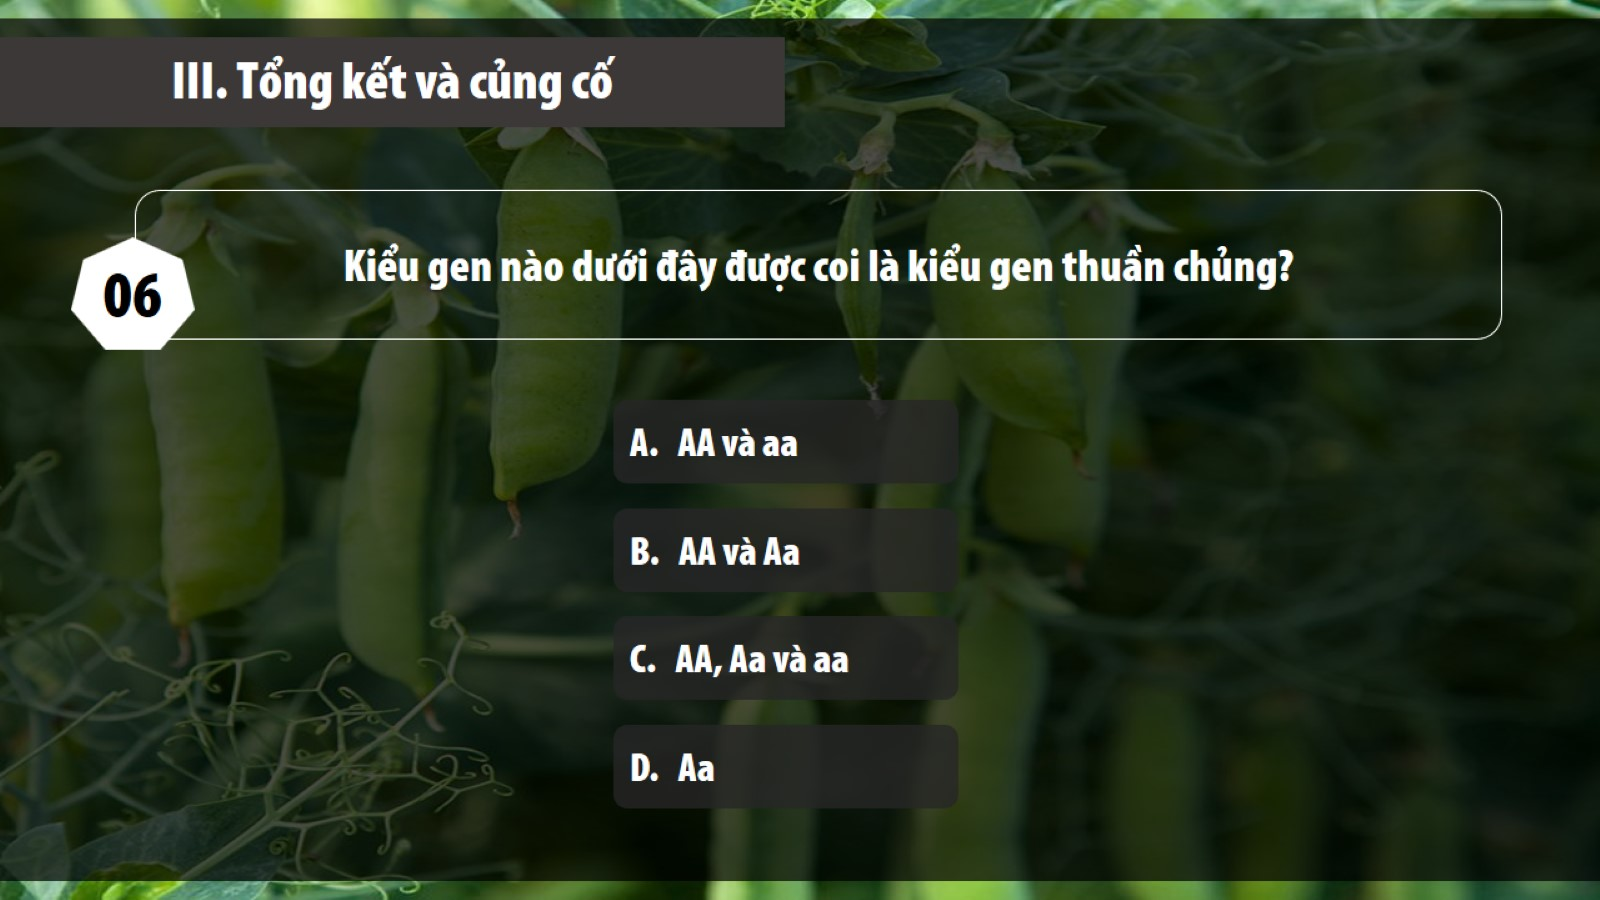 III. Tổng kết và củng cố
06
Kiểu gen nào dưới đây được coi là kiểu gen thuần chủng?
A. AA và aa
B. AA và Aa
C. AA, Aa và aa
D. Aa